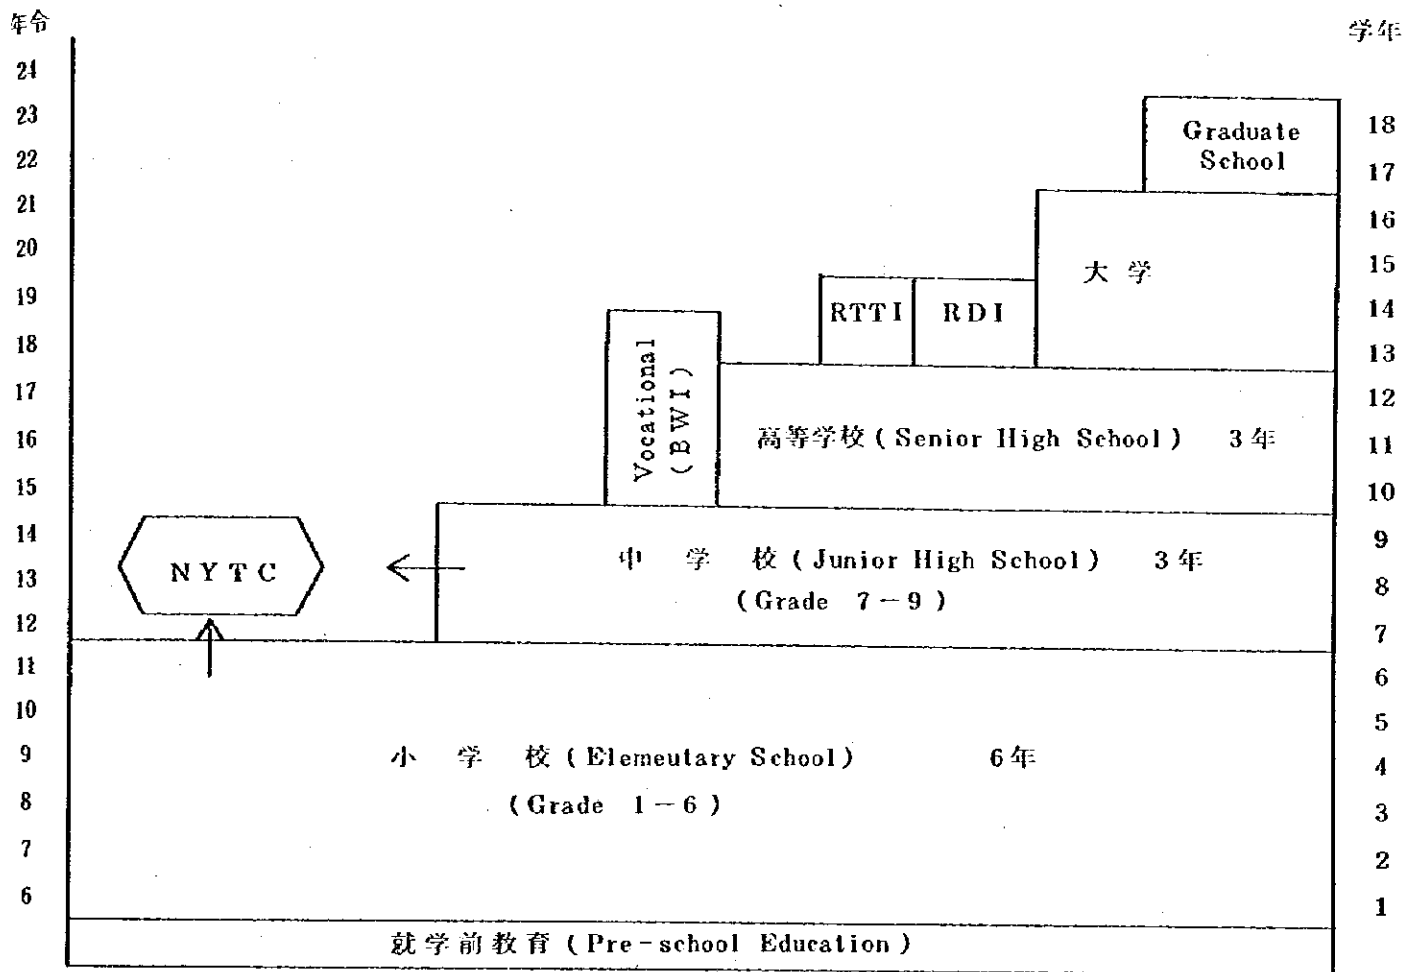 年令
学年
24
23
22
21
20
19
18
17
16
15
14
13
12
11
10
9
8
7
6
18
17
16
15
14
13
12
11
10
9
8
7
6
5
4
3
2
1
Graduate
School
大学
RTTI
RDI
Vocational
(BWI)
高等学校(Senior High School) 3年
NYTC
中学校(Junior High School) 3年
(Grade 7-9)
小学校(Elemeutary School) 6年
(Grade 1-6)
就学前教育(Pre-school Education)